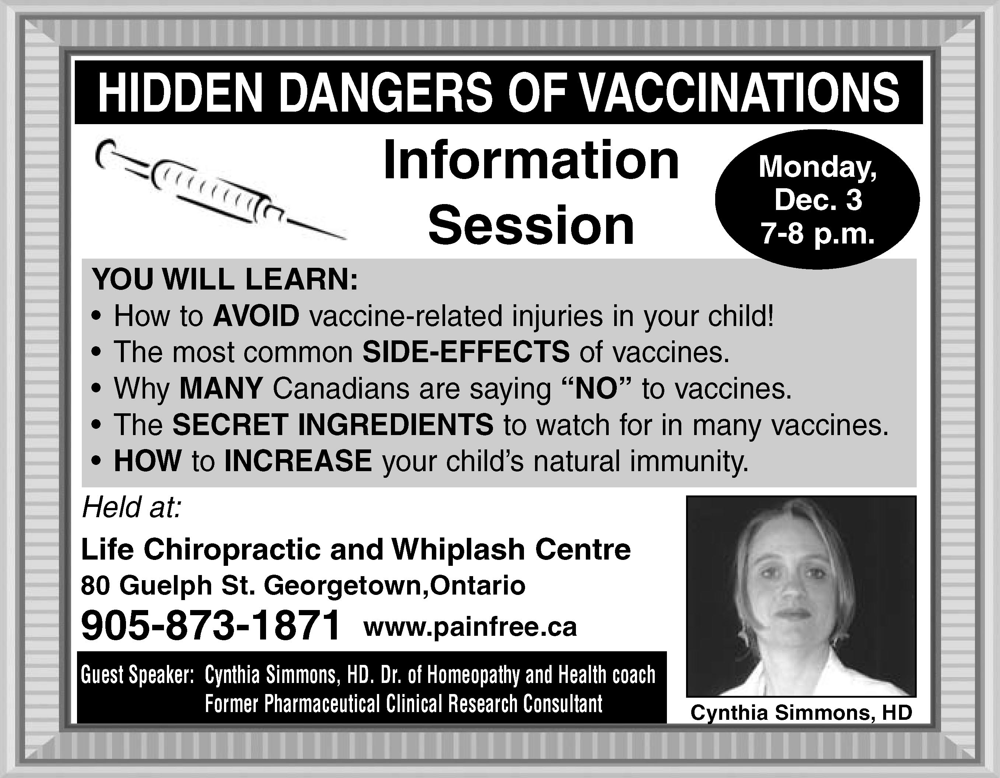 HIDDEN DANGERS OF VACCINATIONS
Information
Session
Monday,
Dec. 3
7-8 p.m.
YOU WILL LEARN:
• How to AVOID vaccine-related injuries in your child!
• The most common SIDE-EFFECTS of vaccines.
• Why MANY Canadians are saying “NO” to vaccines.
• The SECRET INGREDIENTS to watch for in many vaccines.
• HOW to INCREASE your child’s natural immunity.
Held at:
Life Chiropractic and Whiplash Centre
80 Guelph St. Georgetown,Ontario
905-873-1871 www.painfree.ca
Guest Speaker: Cynthia Simmons, HD. Dr. of Homeopathy and Health coach
Former Pharmaceutical Clinical Research Consultant
Cynthia Simmons, HD